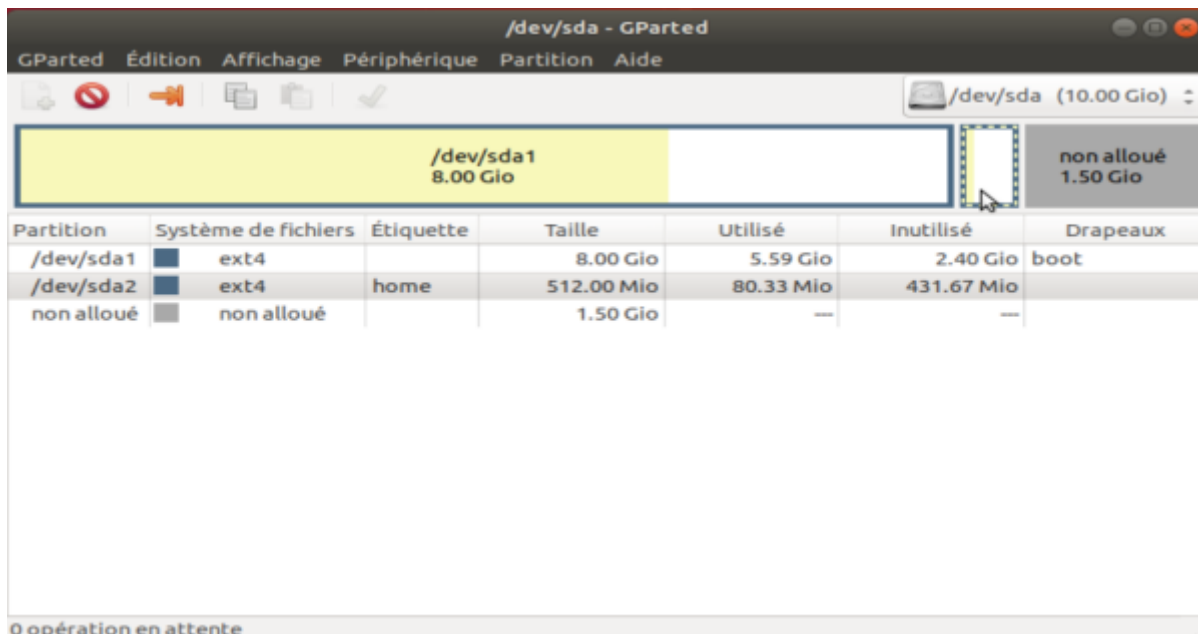 /dev/sda - GParted
GParted Édition Affichage Périphérique Partition Aide
/dev/sda (10.00 Gio)
/dev/sda1
8.00 Gio
non alloué
1.50 Gio
Partition Système de fichiers Étiquette Taille Utilisé Inutilisé Drapeaux
/dev/sda1 ext4 8.00 Gio 5.59 Gio 2.40 Gio boot
/dev/sda2 ext4 home 512.00 Mio 80.33 Mio 431.67 Mio
non alloué non alloué 1.50 Gio --- ---
0 opération en attente